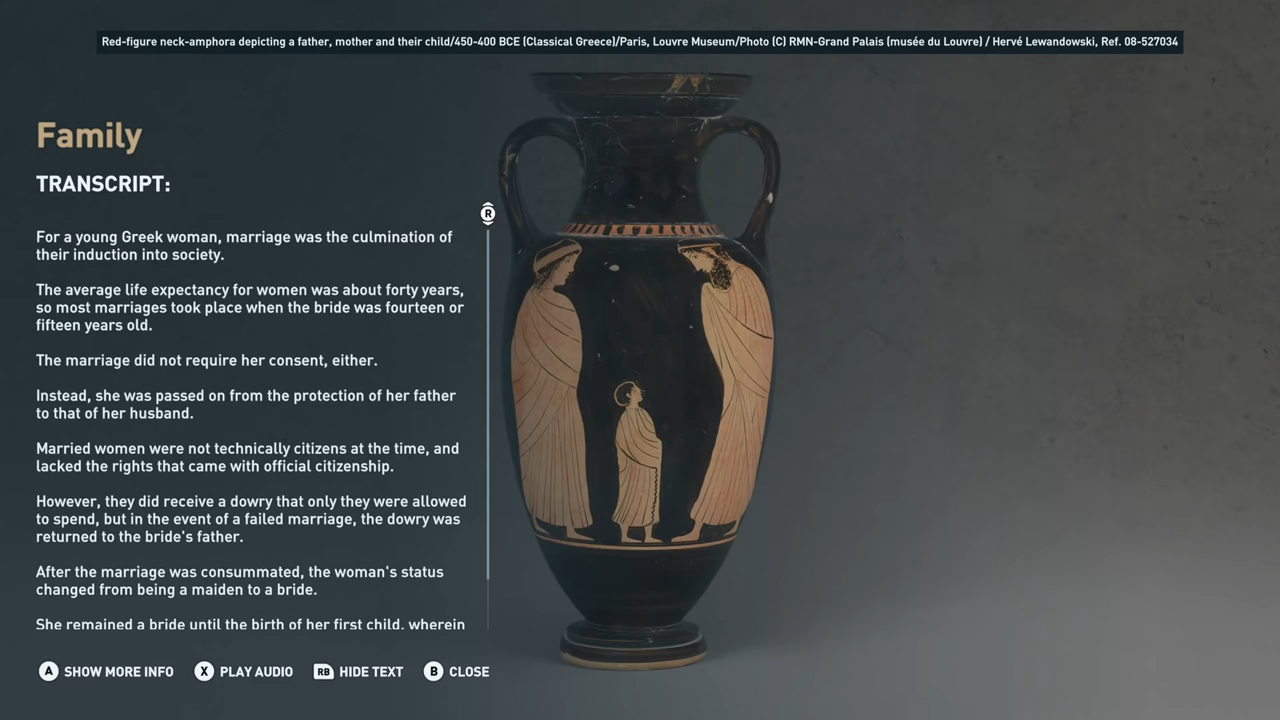 Red-figure neck-amphora depicting a father, mother and their child/450-400 BCE (Classical Greece)/Paris, Louvre Museum/Photo (C) RMN-Grand Palais (musée du Louvre) / Hervé Lewandowski, Ref. 08-527034
Family
TRANSCRIPT:
R
For a young Greek woman, marriage was the culmination of
their induction into society.
The average life expectancy for women was about forty years,
so most marriages took place when the bride was fourteen or
fifteen years old.
The marriage did not require her consent, either.
Instead, she was passed on from the protection of her father
to that of her husband.
Married women were not technically citizens at the time, and
lacked the rights that came with official citizenship.
However, they did receive a dowry that only they were allowed
to spend, but in the event of a failed marriage, the dowry was
returned to the bride's father.
After the marriage was consummated, the woman's status
changed from being a maiden to a bride.
She remained a bride until the birth of her first child, wherein
A SHOW MORE INFO X PLAY AUDIO RB HIDE TEXT B CLOSE